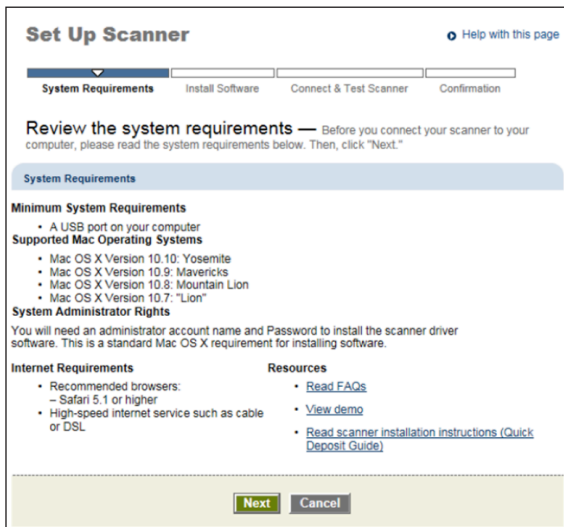 Set Up Scanner
Help with this page
System Requirements
Install Software
Connect & Test Scanner
Confirmation
Review the system requirements — Before you connect your scanner to your
computer, please read the system requirements below. Then, click "Next."
System Requirements
Minimum System Requirements
• A USB port on your computer
Supported Mac Operating Systems
• Mac OS X Version 10.10: Yosemite
• Mac OS X Version 10.9: Mavericks
• Mac OS X Version 10.8: Mountain Lion
• Mac OS X Version 10.7: "Lion"
System Administrator Rights
You will need an administrator account name and Password to install the scanner driver
software. This is a standard Mac OS X requirement for installing software.
Internet Requirements
• Recommended browsers:
– Safari 5.1 or higher
• High-speed internet service such as cable
or DSL
Resources
• Read FAQs
• View demo
• Read scanner installation instructions (Quick
Deposit Guide)
Next
Cancel